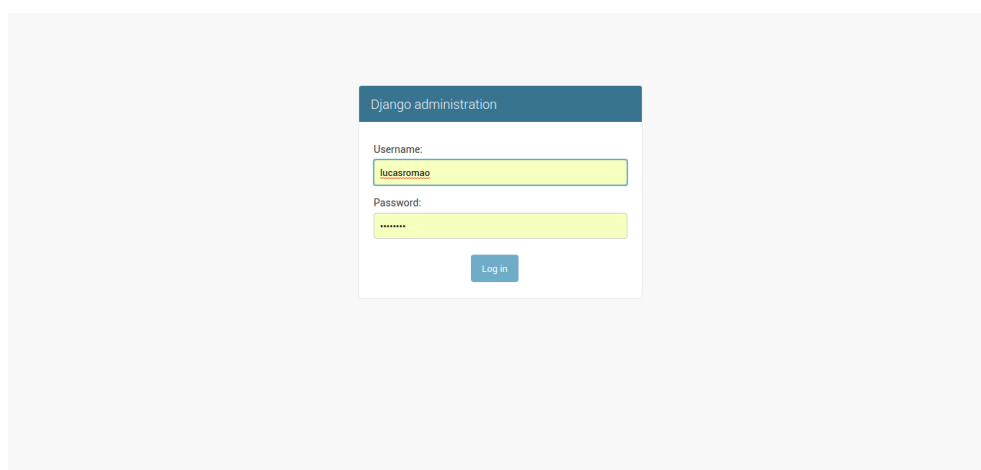 Django administration
Username:
lucasromao
Password:
••••••••
Log in